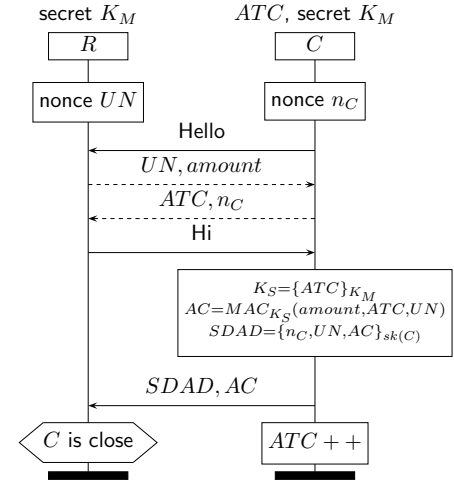 secret K_M
ATC, secret K_M
R
C
nonce UN
nonce n_C
Hello
UN, amount
ATC, n_C
Hi
K_S={ATC}_{K_M}
AC=MAC_{K_S}(amount,ATC,UN)
SDAD={n_C,UN,AC}_{sk(C)}
SDAD, AC
C is close
ATC ++